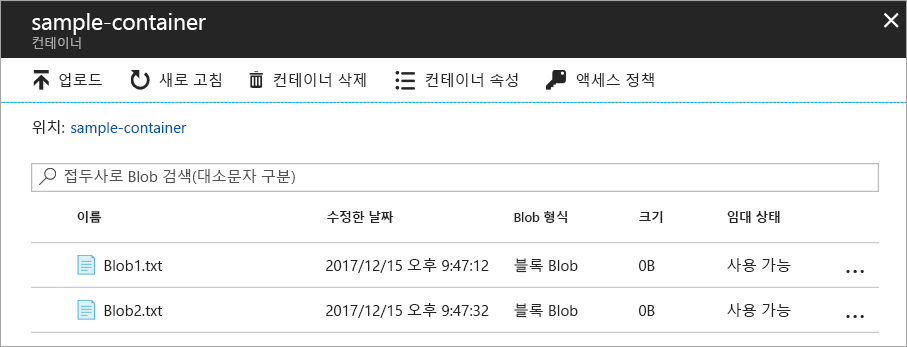 sample-container
컨테이너
업로드 새로 고침 컨테이너 삭제 컨테이너 속성 액세스 정책
위치: sample-container
접두사로 Blob 검색(대소문자 구분)
이름 수정한 날짜 Blob 형식 크기 임대 상태
Blob1.txt 2017/12/15 오후 9:47:12 블록 Blob 0B 사용 가능 ...
Blob2.txt 2017/12/15 오후 9:47:32 블록 Blob 0B 사용 가능 ...